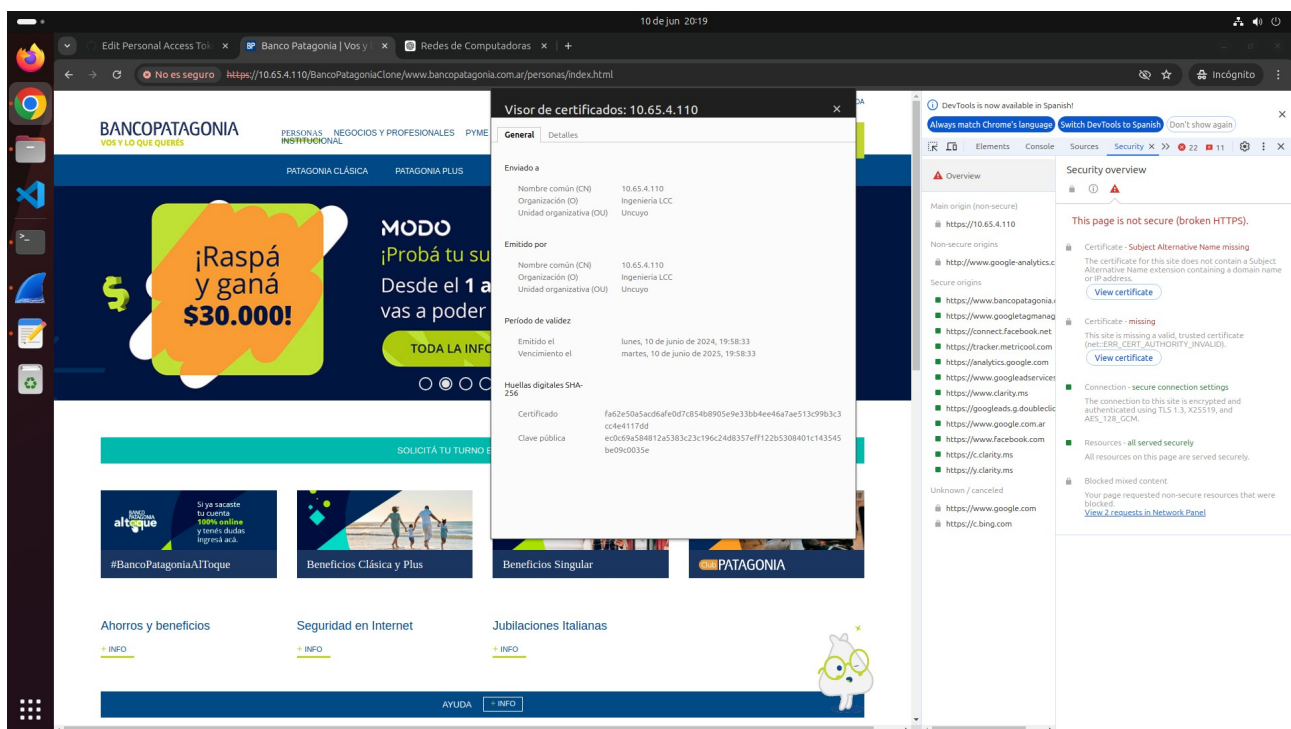 10 de jun 20:19
Edit Personal Access Tok
Banco Patagonia | Vos y l
Redes de Computadoras
No es seguro
https://10.65.4.110/BancoPatagoniaClone/www.bancopatagonia.com.ar/personas/index.html
Incógnito
BANCOPATAGONIA
VOS Y LO QUE QUERÉS
PERSONAS NEGOCIOS Y PROFESIONALES PYME
INSTITUCIONAL
DA
PATAGONIA CLÁSICA PATAGONIA PLUS
¡Raspá
y ganá
$30.000!
MODO
¡Probá tu su
Desde el 1 a
vas a poder
TODA LA INFO
SOLICITÁ TU TURNO E
BANCO
PATAGONIA
altoque
Si ya sacaste
tu cuenta
100% online
y tenés dudas
ingresá acá.
#BancoPatagoniaAlToque
Beneficios Clásica y Plus
Beneficios Singular
Club PATAGONIA
Ahorros y beneficios
+ INFO
Seguridad en Internet
+ INFO
Jubilaciones Italianas
+ INFO
AYUDA + INFO
Visor de certificados: 10.65.4.110
General Detalles
Enviado a
Nombre común (CN) 10.65.4.110
Organización (O) Ingenieria LCC
Unidad organizativa (OU) Uncuyo
Emitido por
Nombre común (CN) 10.65.4.110
Organización (O) Ingenieria LCC
Unidad organizativa (OU) Uncuyo
Período de validez
Emitido el lunes, 10 de junio de 2024, 19:58:33
Vencimiento el martes, 10 de junio de 2025, 19:58:33
Huellas digitales SHA-
256
Certificado fa62e50a5acd6afe0d7c854b8905e9e33bb4ee46a7ae513c99b3c3
cc4e4117dd
Clave pública ec0c69a584812a5383c23c196c24d8357eff122b5308401c143545
be09c0035e
DevTools is now available in Spanish!
Always match Chrome's language Switch DevTools to Spanish Don't show again
Elements Console Sources Security 22 11
Overview
Main origin (non-secure)
https://10.65.4.110
Non-secure origins
http://www.google-analytics.c
Secure origins
https://www.bancopatagonia.
https://www.googletagmanag
https://connect.facebook.net
https://tracker.metricool.com
https://analytics.google.com
https://www.googleadservices
https://www.clarity.ms
https://googleads.g.doubleclic
https://www.google.com.ar
https://www.facebook.com
https://c.clarity.ms
https://y.clarity.ms
Unknown / canceled
https://www.google.com
https://c.bing.com
Security overview
This page is not secure (broken HTTPS).
Certificate - Subject Alternative Name missing
The certificate for this site does not contain a Subject
Alternative Name extension containing a domain name
or IP address.
View certificate
Certificate - missing
This site is missing a valid, trusted certificate
(net::ERR_CERT_AUTHORITY_INVALID).
View certificate
Connection - secure connection settings
The connection to this site is encrypted and
authenticated using TLS 1.3, X25519, and
AES_128_GCM.
Resources - all served securely
All resources on this page are served securely.
Blocked mixed content
Your page requested non-secure resources that were
blocked.
View 2 requests in Network Panel